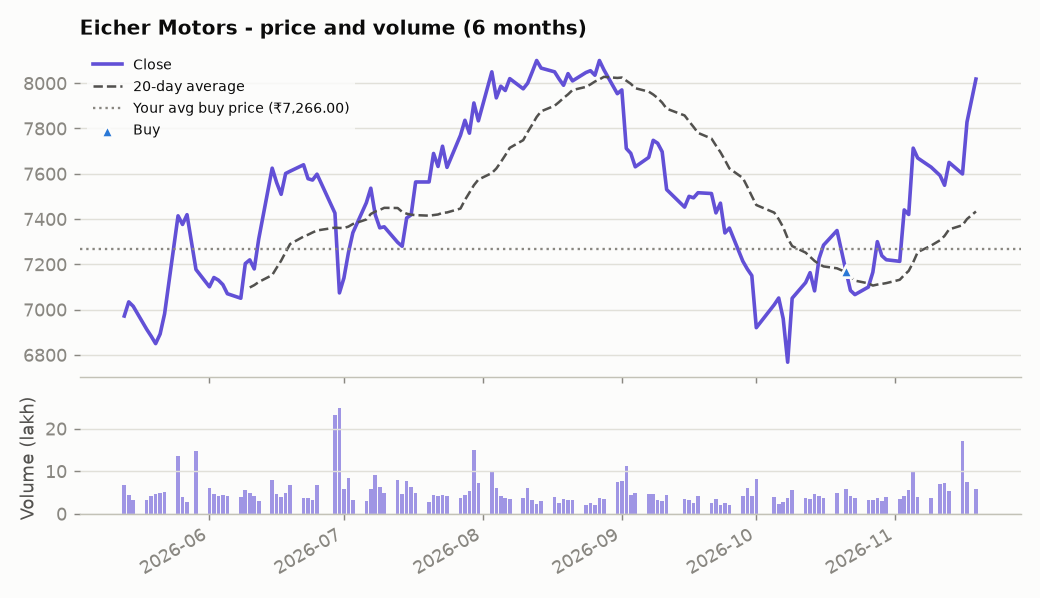 Eicher Motors - price and volume (6 months)
Close
20-day average
Your avg buy price (₹7,266.00)
Buy
8000
7800
7600
7400
7200
7000
6800
Volume (lakh)
20
10
0
2026-06
2026-07
2026-08
2026-09
2026-10
2026-11